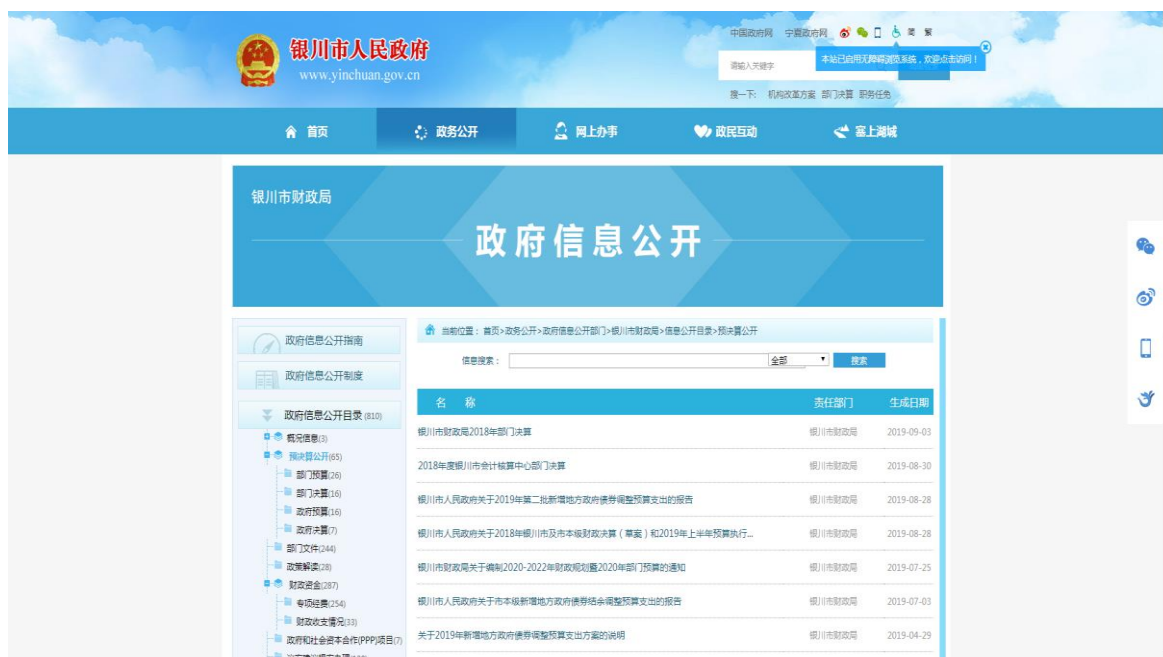 银川市人民政府
www.yinchuan.gov.cn
中国政府网 宁夏政府网 简 繁
请输入关键字
本站已启用无障碍浏览系统，欢迎点击访问！
搜一下: 机构改革方案 部门决算 职务任免
首页 政务公开 网上办事 政民互动 塞上湖城
银川市财政局
政府信息公开
政府信息公开指南
政府信息公开制度
政府信息公开目录(810)
概况信息(3)
预决算公开(65)
部门预算(26)
部门决算(16)
政府预算(16)
政府决算(7)
部门文件(244)
政策解读(28)
财政资金(287)
专项经费(254)
财政收支情况(33)
政府和社会资本合作(PPP)项目(7)
当前位置：首页>政务公开>政府信息公开部门>银川市财政局>信息公开目录>预决算公开
信息搜索： 全部 搜索
名 称 责任部门 生成日期
银川市财政局2018年部门决算 银川市财政局 2019-09-03
2018年度银川市会计核算中心部门决算 银川市财政局 2019-08-30
银川市人民政府关于2019年第二批新增地方政府债券调整预算支出的报告 银川市财政局 2019-08-28
银川市人民政府关于2018年银川市及市本级财政决算（草案）和2019年上半年预算执行... 银川市财政局 2019-08-28
银川市财政局关于编制2020-2022年财政规划暨2020年部门预算的通知 银川市财政局 2019-07-25
银川市人民政府关于市本级新增地方政府债券结余调整预算支出的报告 银川市财政局 2019-07-03
关于2019年新增地方政府债券调整预算支出方案的说明 银川市财政局 2019-04-29